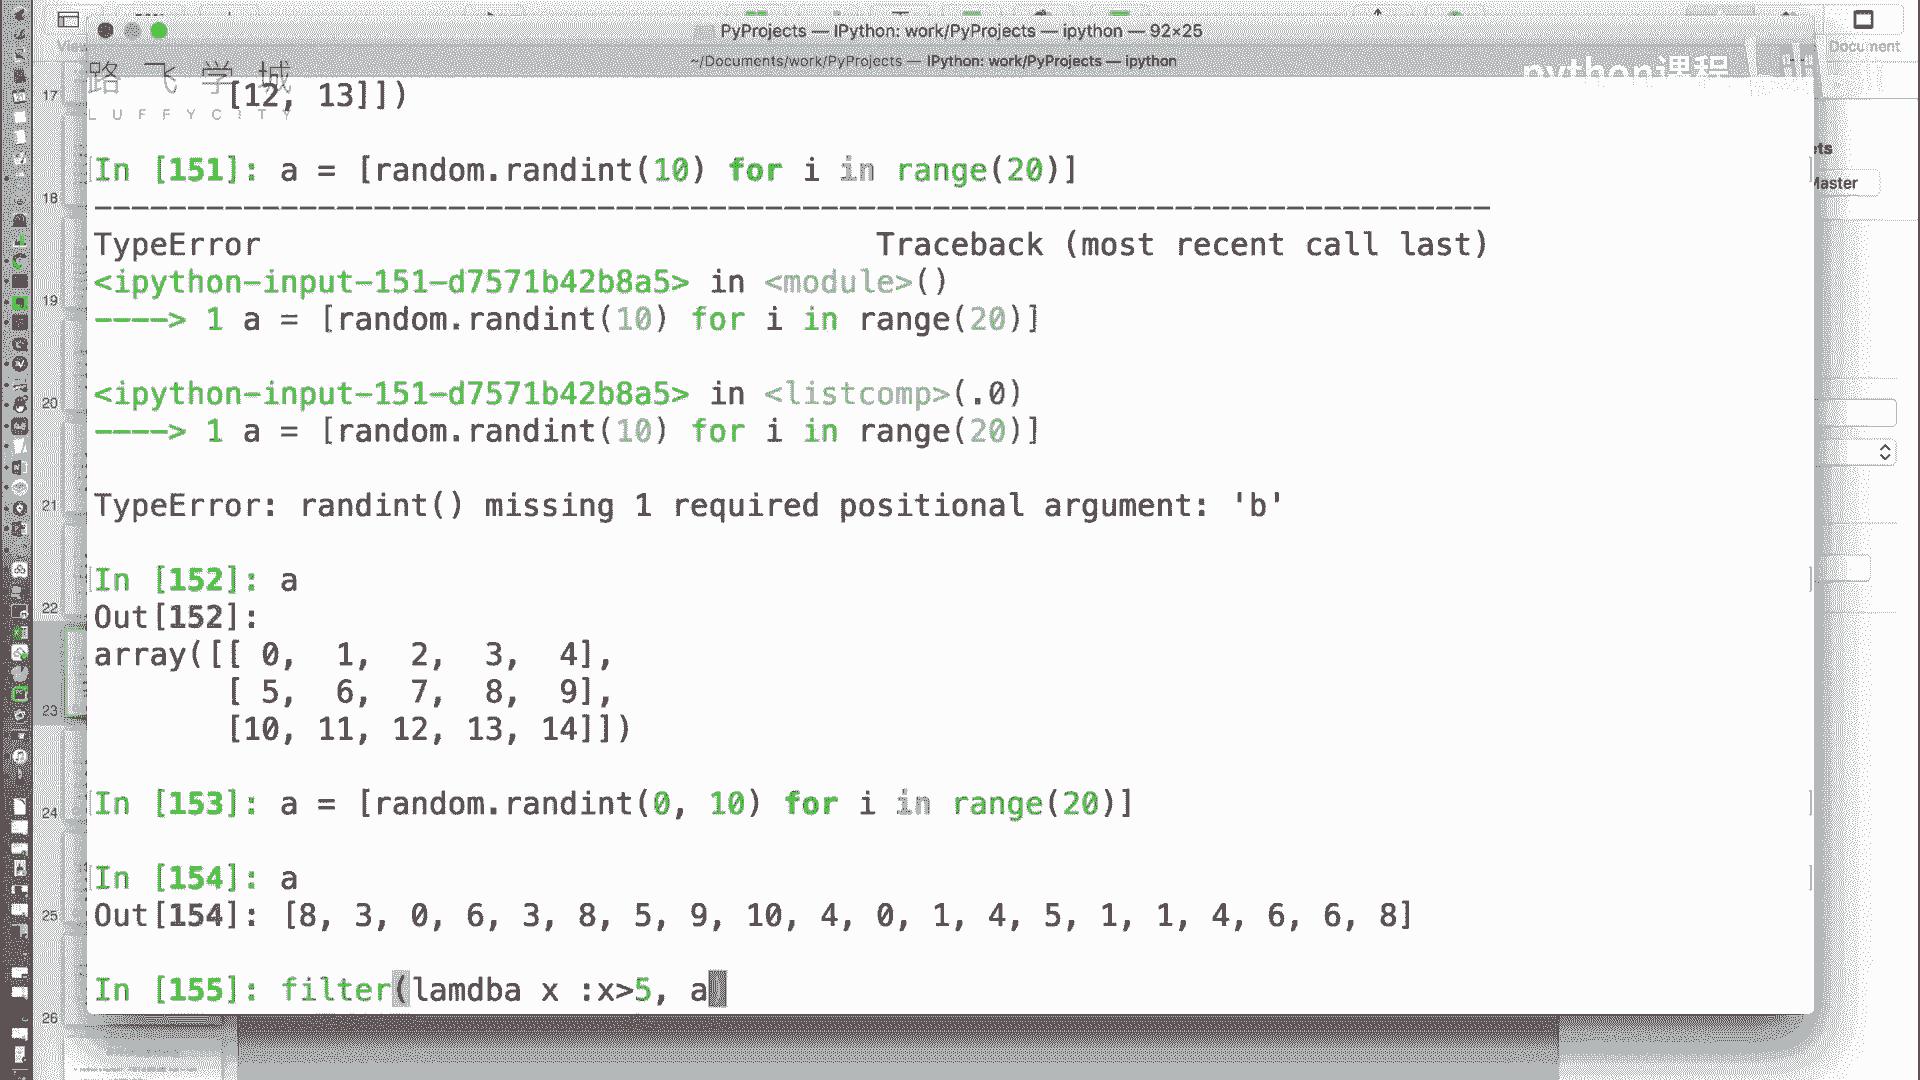 PyProjects — IPython: work/PyProjects — ipython — 92×25
~/Documents/work/PyProjects — IPython: work/PyProjects — ipython
Document
路飞学城
LUFFYCITY
python课程
[12, 13]])
In [151]: a = [random.randint(10) for i in range(20)]
---------------------------------------------------------------------------
TypeError                                 Traceback (most recent call last)
<ipython-input-151-d7571b42b8a5> in <module>()
----> 1 a = [random.randint(10) for i in range(20)]
<ipython-input-151-d7571b42b8a5> in <listcomp>(.0)
----> 1 a = [random.randint(10) for i in range(20)]
TypeError: randint() missing 1 required positional argument: 'b'
In [152]: a
Out[152]:
array([[ 0,  1,  2,  3,  4],
       [ 5,  6,  7,  8,  9],
       [10, 11, 12, 13, 14]])
In [153]: a = [random.randint(0, 10) for i in range(20)]
In [154]: a
Out[154]: [8, 3, 0, 6, 3, 8, 5, 9, 10, 4, 0, 1, 4, 5, 1, 1, 4, 6, 6, 8]
In [155]: filter(lamdba x :x>5, a
17
18
19
20
21
22
23
24
25
26